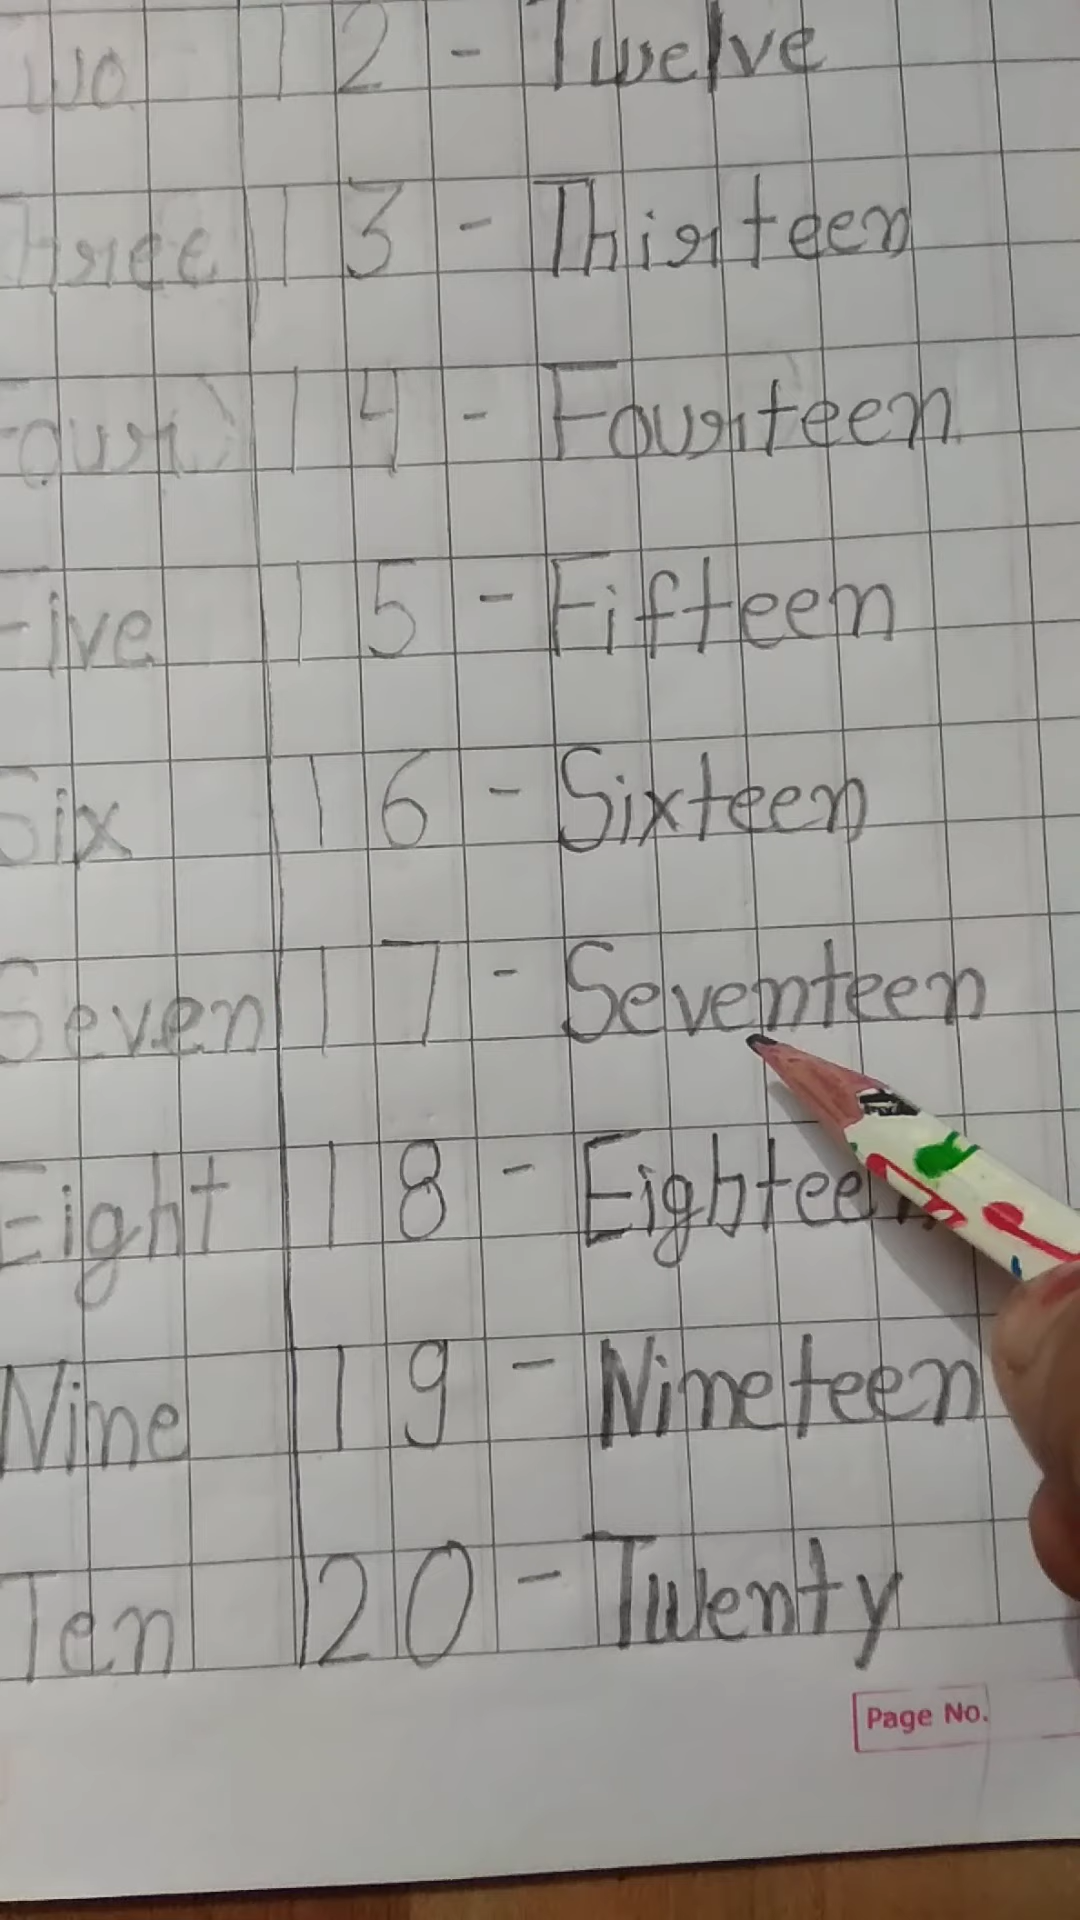 Two 12 - Twelve
Three 13 - Thirteen
Four 14 - Fourteen
Five 15 - Fifteen
Six 16 - Sixteen
Seven 17 - Seventeen
Eight 18 - Eighteen
Nine 19 - Nineteen
Ten 20 - Twenty
Page No.